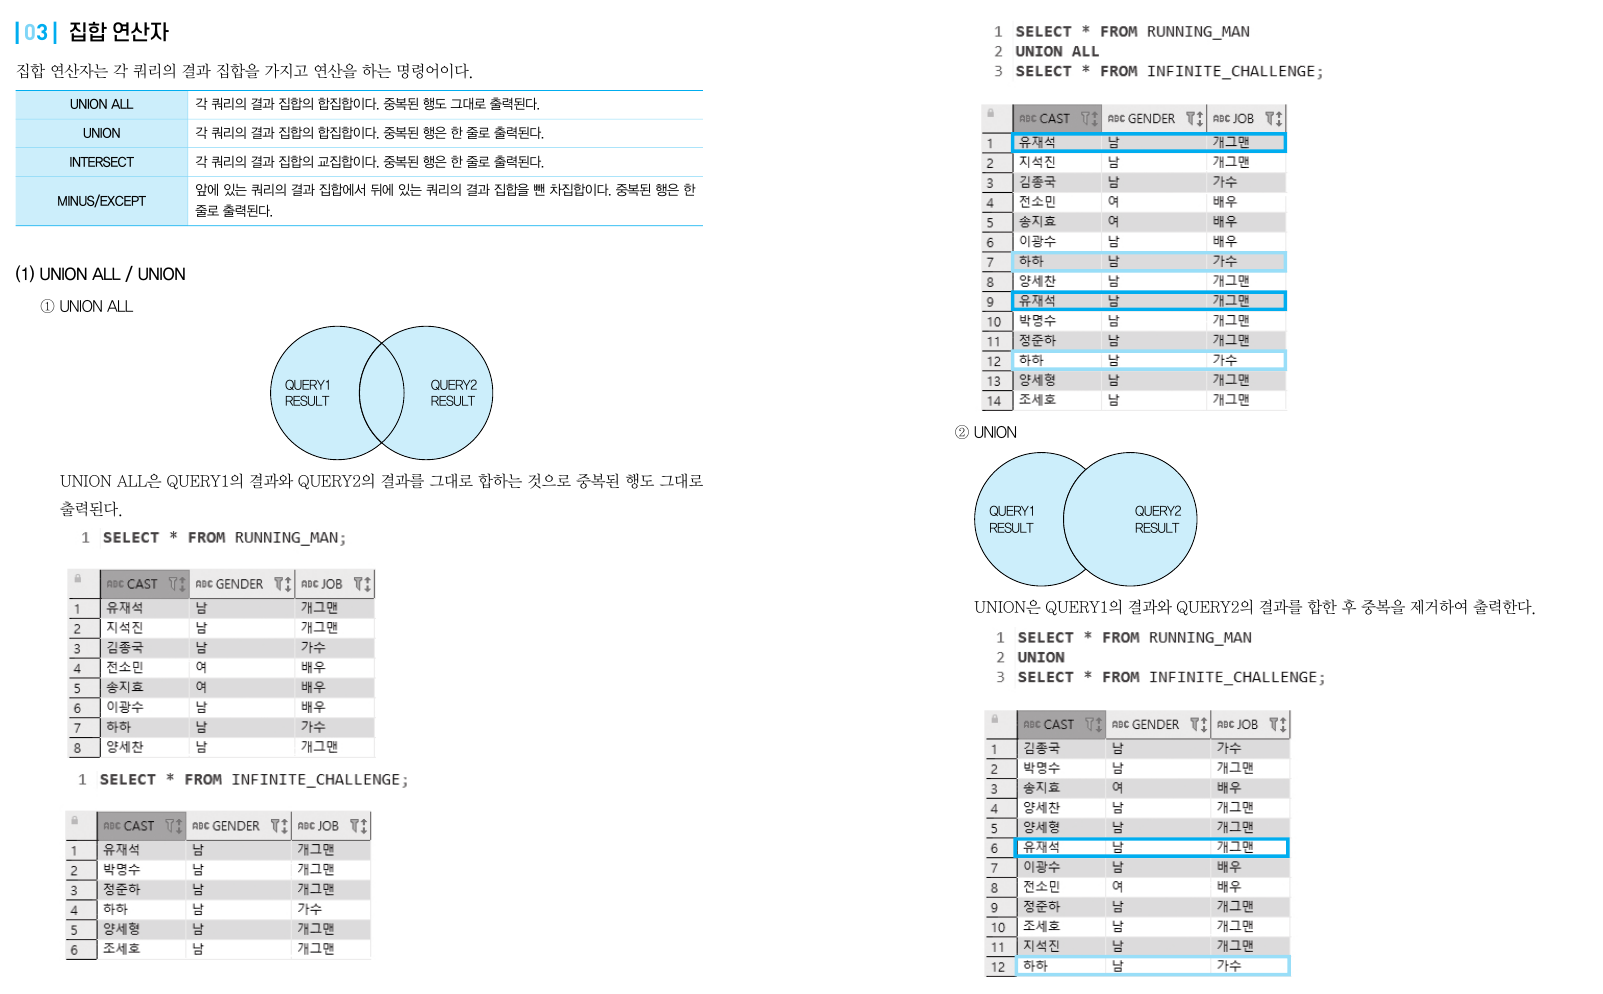 03 집합 연산자
집합 연산자는 각 쿼리의 결과 집합을 가지고 연산을 하는 명령어이다.
UNION ALL 각 쿼리의 결과 집합의 합집합이다. 중복된 행도 그대로 출력된다.
UNION 각 쿼리의 결과 집합의 합집합이다. 중복된 행은 한 줄로 출력된다.
INTERSECT 각 쿼리의 결과 집합의 교집합이다. 중복된 행은 한 줄로 출력된다.
MINUS/EXCEPT 앞에 있는 쿼리의 결과 집합에서 뒤에 있는 쿼리의 결과 집합을 뺀 차집합이다. 중복된 행은 한
줄로 출력된다.
(1) UNION ALL / UNION
① UNION ALL
QUERY1 QUERY2
RESULT RESULT
UNION ALL은 QUERY1의 결과와 QUERY2의 결과를 그대로 합하는 것으로 중복된 행도 그대로
출력된다.
1 SELECT * FROM RUNNING_MAN;
ABC CAST ABC GENDER ABC JOB
1 유재석 남 개그맨
2 지석진 남 개그맨
3 김종국 남 가수
4 전소민 여 배우
5 송지효 여 배우
6 이광수 남 배우
7 하하 남 가수
8 양세찬 남 개그맨
1 SELECT * FROM INFINITE_CHALLENGE;
ABC CAST ABC GENDER ABC JOB
1 유재석 남 개그맨
2 박명수 남 개그맨
3 정준하 남 개그맨
4 하하 남 가수
5 양세형 남 개그맨
6 조세호 남 개그맨
1 SELECT * FROM RUNNING_MAN
2 UNION ALL
3 SELECT * FROM INFINITE_CHALLENGE;
ABC CAST ABC GENDER ABC JOB
1 유재석 남 개그맨
2 지석진 남 개그맨
3 김종국 남 가수
4 전소민 여 배우
5 송지효 여 배우
6 이광수 남 배우
7 하하 남 가수
8 양세찬 남 개그맨
9 유재석 남 개그맨
10 박명수 남 개그맨
11 정준하 남 개그맨
12 하하 남 가수
13 양세형 남 개그맨
14 조세호 남 개그맨
② UNION
QUERY1 QUERY2
RESULT RESULT
UNION은 QUERY1의 결과와 QUERY2의 결과를 합한 후 중복을 제거하여 출력한다.
1 SELECT * FROM RUNNING_MAN
2 UNION
3 SELECT * FROM INFINITE_CHALLENGE;
ABC CAST ABC GENDER ABC JOB
1 김종국 남 가수
2 박명수 남 개그맨
3 송지효 여 배우
4 양세찬 남 개그맨
5 양세형 남 개그맨
6 유재석 남 개그맨
7 이광수 남 배우
8 전소민 여 배우
9 정준하 남 개그맨
10 조세호 남 개그맨
11 지석진 남 개그맨
12 하하 남 가수